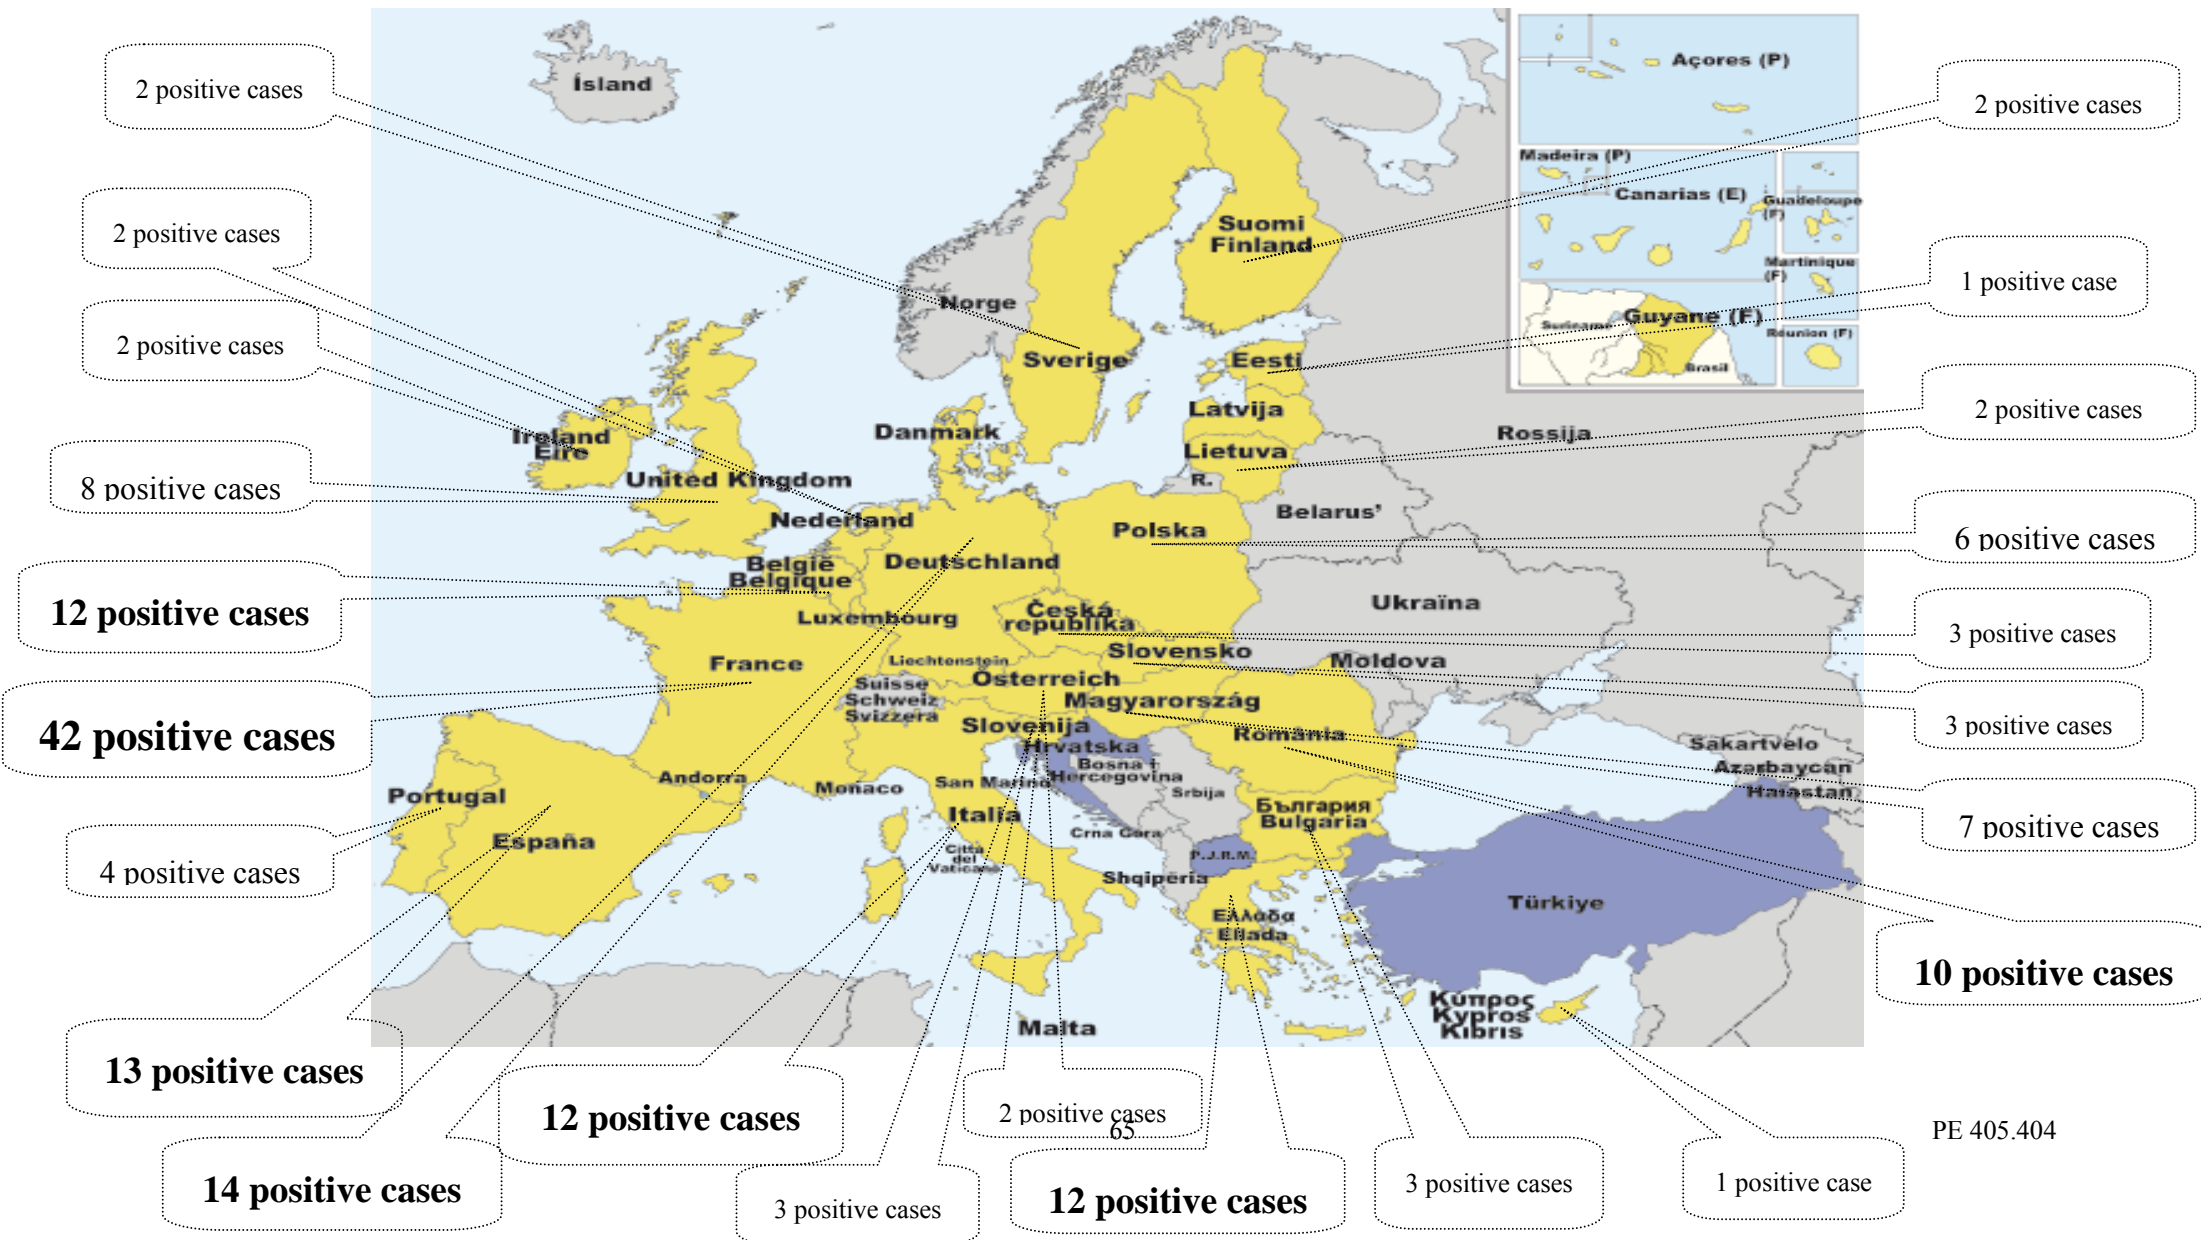 2 positive cases
Ísland
Açores (P)
2 positive cases
Madeira (P)
Canarias (E)
Guadeloupe
(F)
2 positive cases
Suomi
Finland
Martinique
(F)
1 positive case
Norge
Guyane (F)
Suriname
Réunion (F)
Brasil
2 positive cases
Sverige
Eesti
Latvija
2 positive cases
Danmark
Rossija
Ireland
Éire
Lietuva
8 positive cases
United Kingdom
R.
Nederland
Belarus'
Polska
6 positive cases
België
Belgique
Deutschland
12 positive cases
Luxembourg
Česká
republika
Ukraïna
3 positive cases
France
Liechtenstein
Slovensko
Moldova
Suisse
Schweiz
Svizzera
Österreich
Magyarország
42 positive cases
Slovenija
România
3 positive cases
Hrvatska
Sakartvelo
Bosna i
Hercegovina
Azərbaycan
Andorra
Monaco
San Marino
Srbija
Haïastan
Portugal
Italia
България
Bulgaria
7 positive cases
España
Crna Gora
Città
del
Vaticano
P.J.R.M.
4 positive cases
Shqipëria
Türkiye
Ελλάδα
Ellada
10 positive cases
Κύπρος
Kypros
Kıbrıs
Malta
13 positive cases
12 positive cases
2 positive cases
65
PE 405.404
14 positive cases
3 positive cases
12 positive cases
3 positive cases
1 positive case